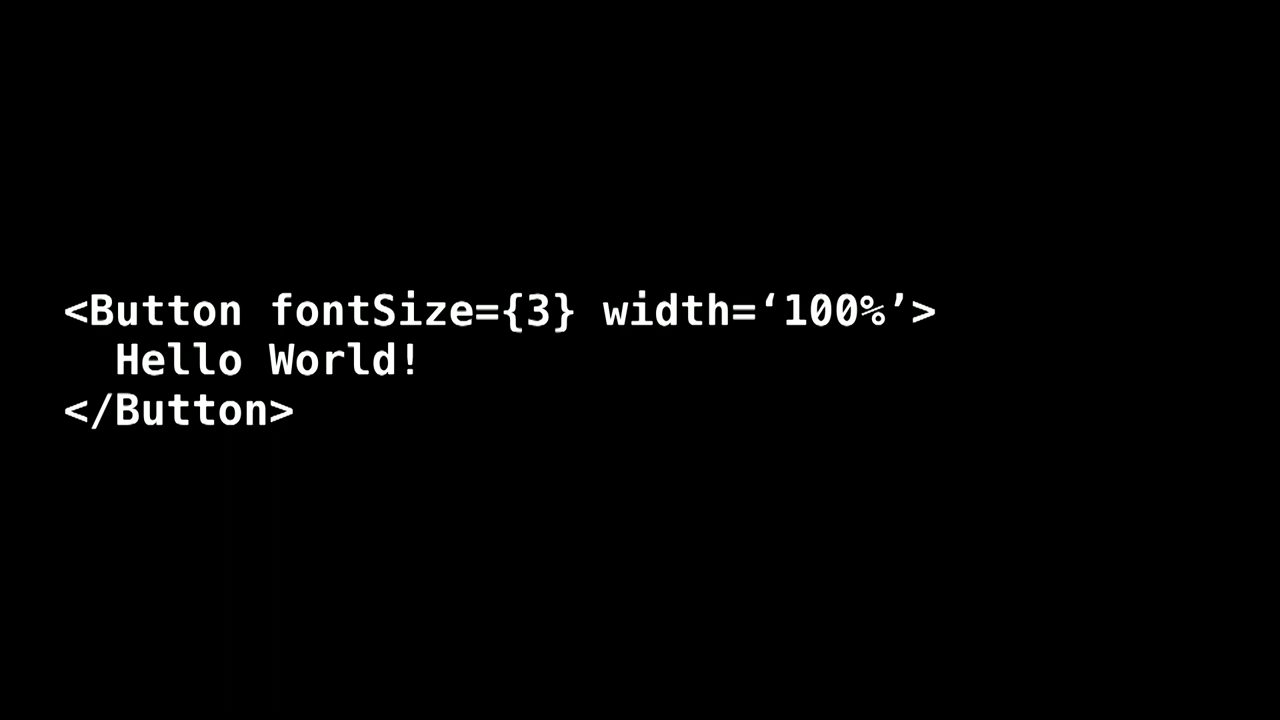 <Button fontSize={3} width=‘100%’>
  Hello World!
</Button>